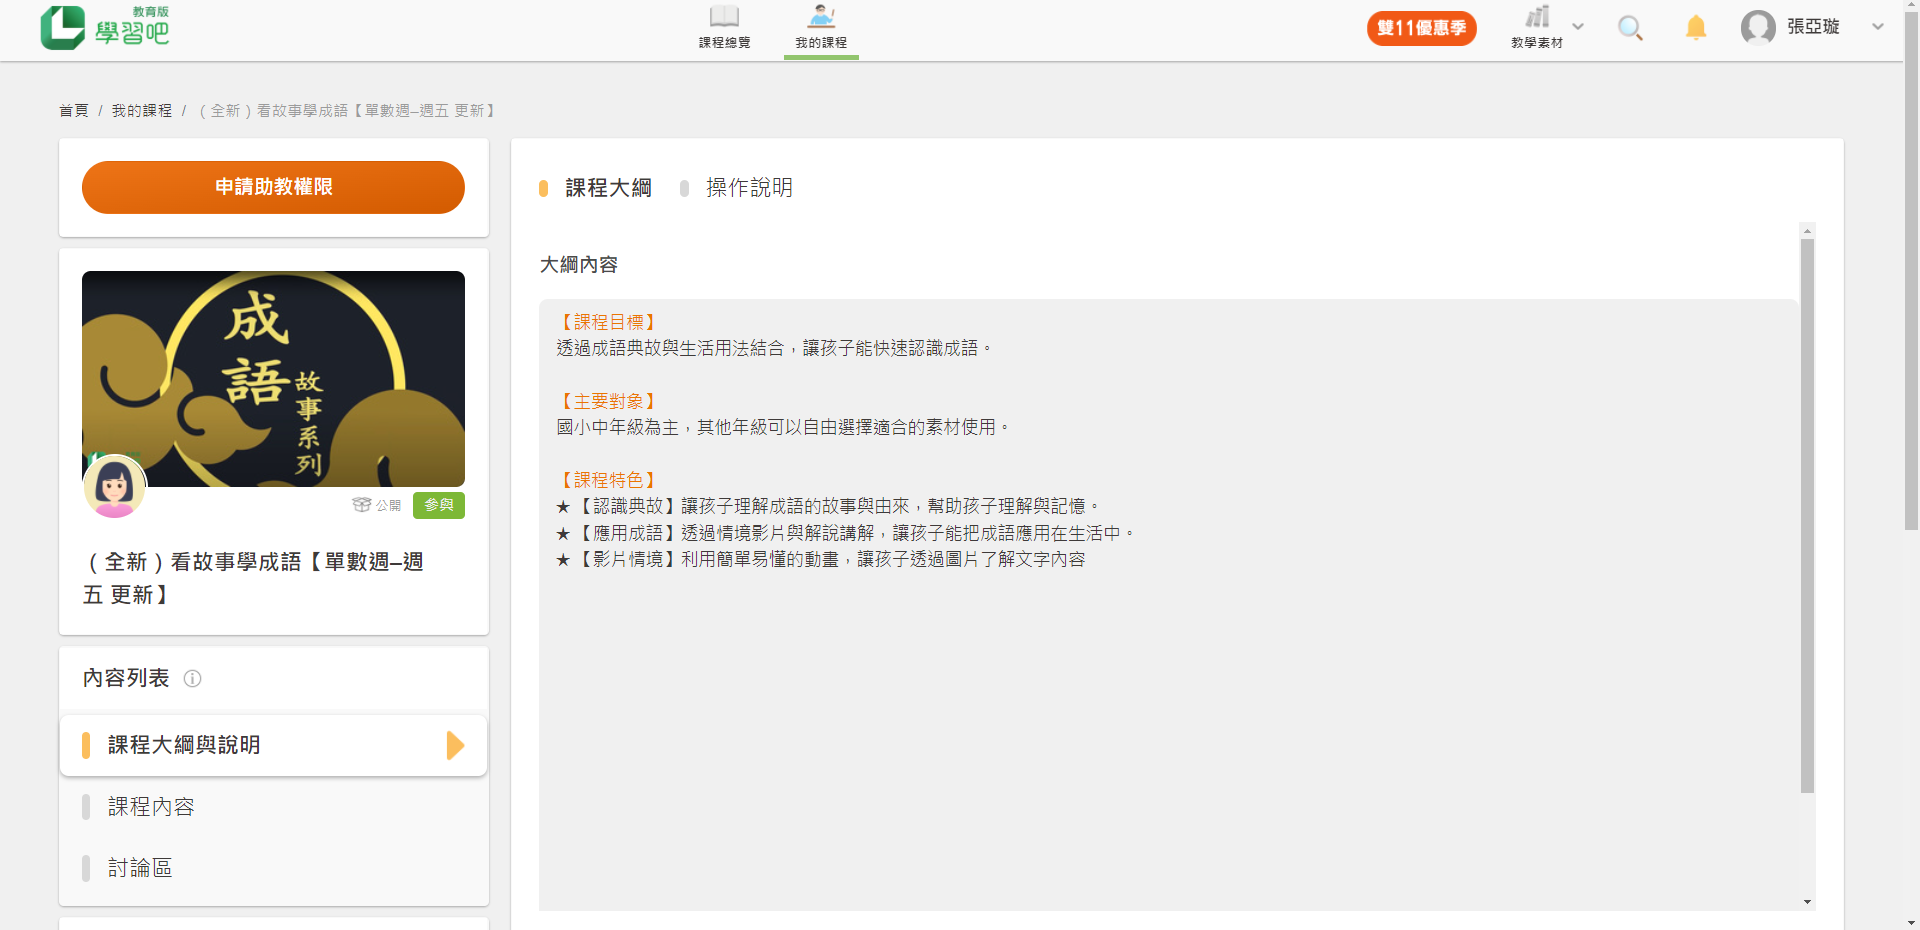 教育版
學習吧
課程總覽
我的課程
雙11優惠季
教學素材
張亞璇
首頁 / 我的課程 / （全新）看故事學成語【單數週–週五 更新】
申請助教權限
成語
故事系列
公開
參與
（全新）看故事學成語【單數週–週
五 更新】
內容列表
課程大綱與說明
課程內容
討論區
課程大綱
操作說明
大綱內容
【課程目標】
透過成語典故與生活用法結合，讓孩子能快速認識成語。
【主要對象】
國小中年級為主，其他年級可以自由選擇適合的素材使用。
【課程特色】
★【認識典故】讓孩子理解成語的故事與由來，幫助孩子理解與記憶。
★【應用成語】透過情境影片與解說講解，讓孩子能把成語應用在生活中。
★【影片情境】利用簡單易懂的動畫，讓孩子透過圖片了解文字內容